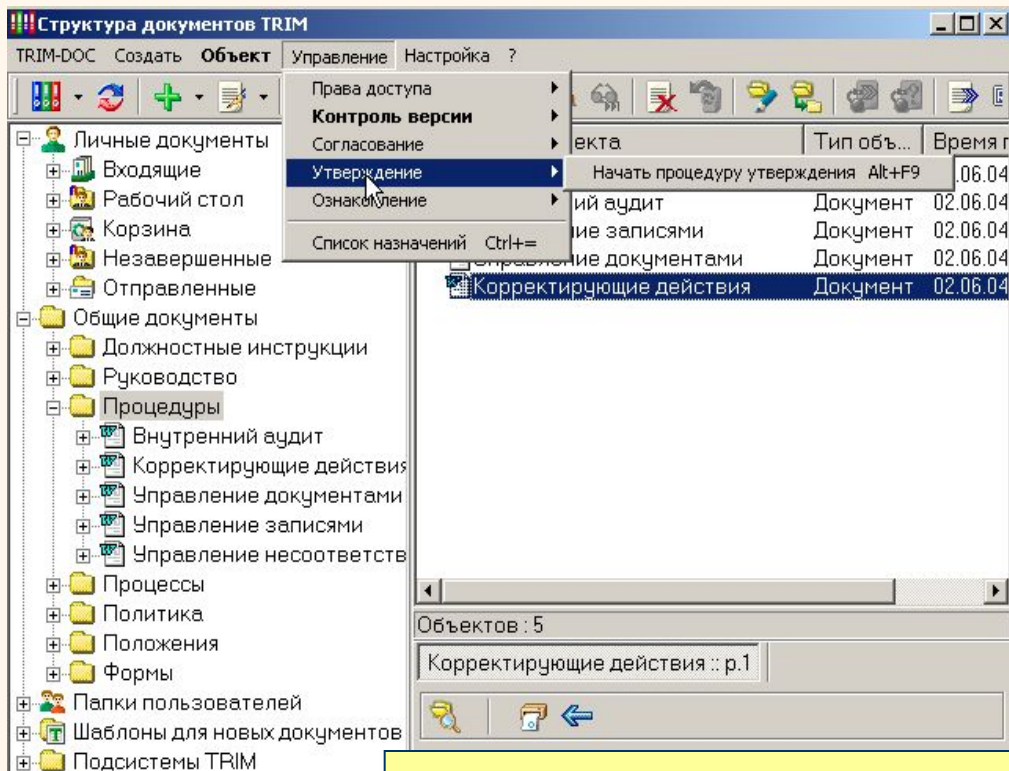 Структура документов TRIM
TRIM-DOC Создать Объект Управление Настройка ?
Права доступа
Контроль версии
Согласование
Утверждение
Ознакомление
Список назначений Ctrl+=
Начать процедуру утверждения Alt+F9
екта Тип объ... Время г
.06.04
ий аудит Документ 02.06.04
ие записями Документ 02.06.04
Управление документами Документ 02.06.04
Корректирующие действия Документ 02.06.04
Личные документы
Входящие
Рабочий стол
Корзина
Незавершенные
Отправленные
Общие документы
Должностные инструкции
Руководство
Процедуры
Внутренний аудит
Корректирующие действия
Управление документами
Управление записями
Управление несоответств
Процессы
Политика
Положения
Формы
Папки пользователей
Шаблоны для новых документов
Подсистемы TRIM
Объектов : 5
Корректирующие действия :: р.1